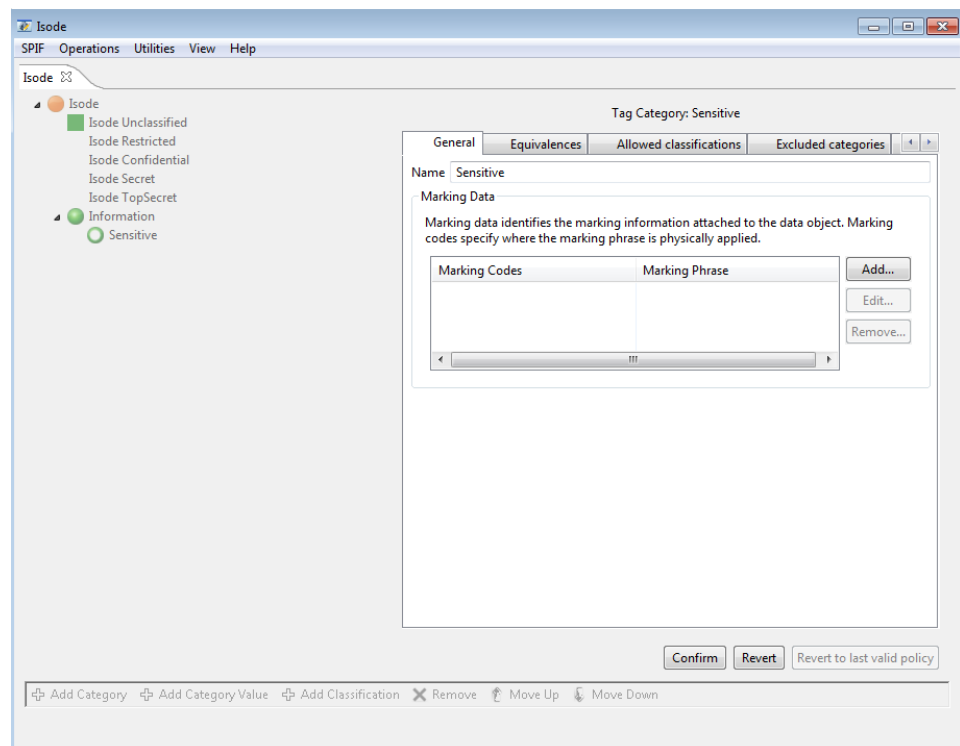 Isode
SPIF Operations Utilities View Help
Isode
Isode
Isode Unclassified
Isode Restricted
Isode Confidential
Isode Secret
Isode TopSecret
Information
Sensitive
Tag Category: Sensitive
General Equivalences Allowed classifications Excluded categories
Name Sensitive
Marking Data
Marking data identifies the marking information attached to the data object. Marking
codes specify where the marking phrase is physically applied.
Marking Codes Marking Phrase
Add...
Edit...
Remove...
Confirm Revert Revert to last valid policy
Add Category Add Category Value Add Classification Remove Move Up Move Down